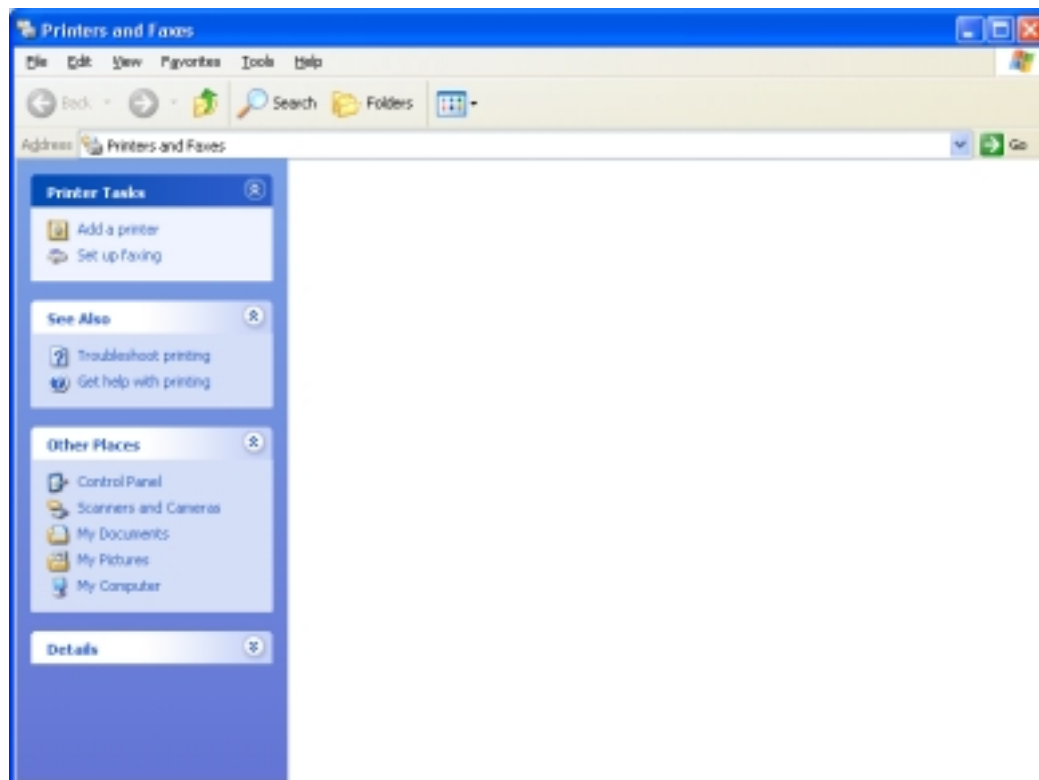 Printers and Faxes
File Edit View Favorites Tools Help
Back Search Folders
Address Printers and Faxes Go
Printer Tasks
Add a printer
Set up faxing
See Also
Troubleshoot printing
Get help with printing
Other Places
Control Panel
Scanners and Cameras
My Documents
My Pictures
My Computer
Details